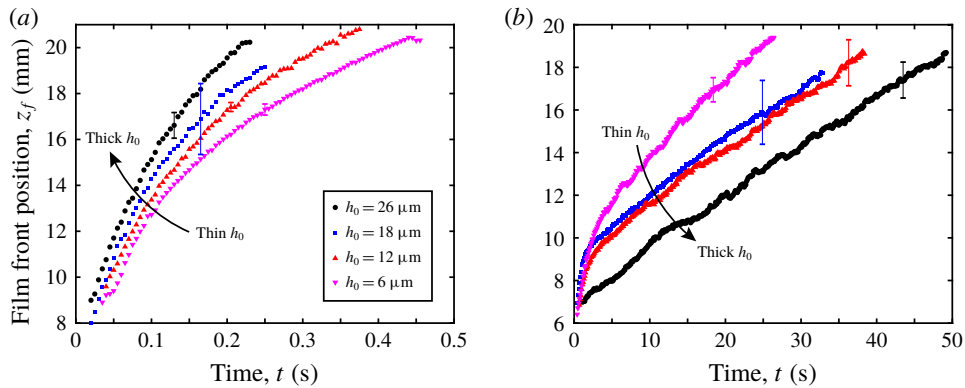 (a)
(b)
Film front position, z_f (mm)
20
18
16
14
12
10
8
Thick h_0
Thin h_0
h_0 = 26 μm
h_0 = 18 μm
h_0 = 12 μm
h_0 = 6 μm
0
0.1
0.2
0.3
0.4
0.5
Time, t (s)
20
18
16
14
12
10
8
6
Thin h_0
Thick h_0
0
10
20
30
40
50
Time, t (s)